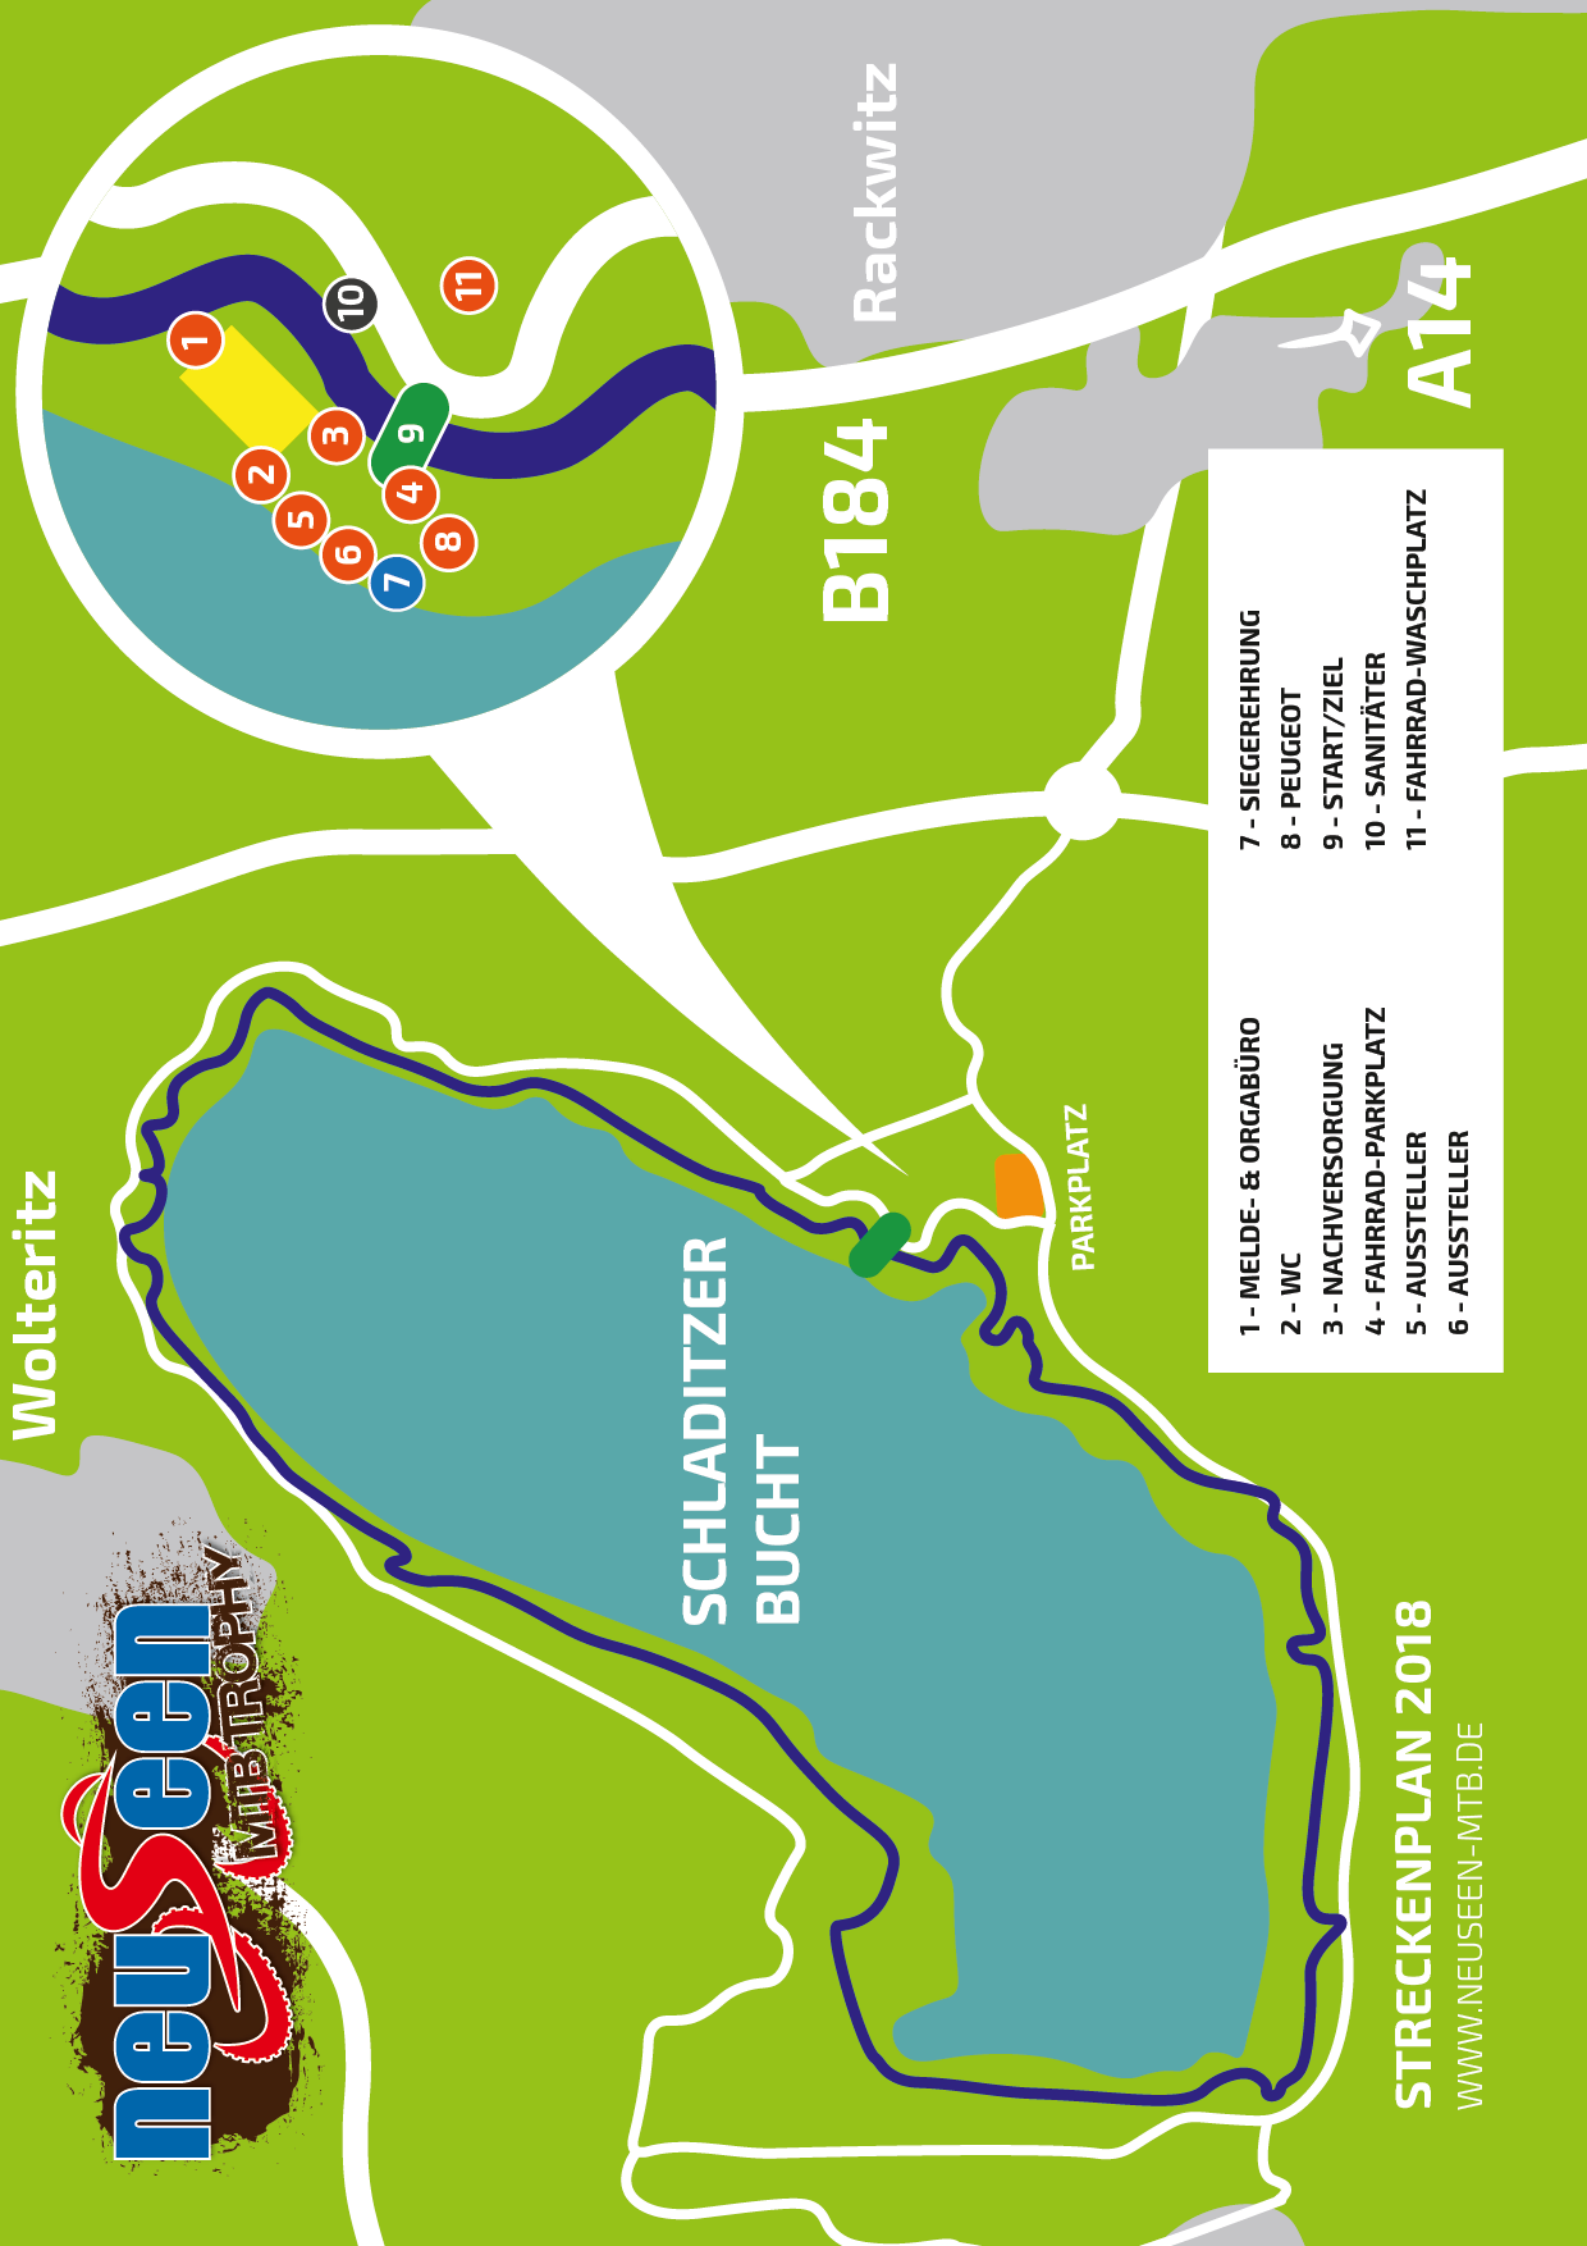 neuseen
MTB TROPHY
Wolteritz
SCHLADITZER
BUCHT
PARKPLATZ
B184
Rackwitz
A14
1
2
3
4
5
6
7
8
9
10
11
1 - MELDE- & ORGABÜRO
2 - WC
3 - NACHVERSORGUNG
4 - FAHRRAD-PARKPLATZ
5 - AUSSTELLER
6 - AUSSTELLER
7 - SIEGEREHRUNG
8 - PEUGEOT
9 - START/ZIEL
10 - SANITÄTER
11 - FAHRRAD-WASCHPLATZ
STRECKENPLAN 2018
WWW.NEUSEEN-MTB.DE